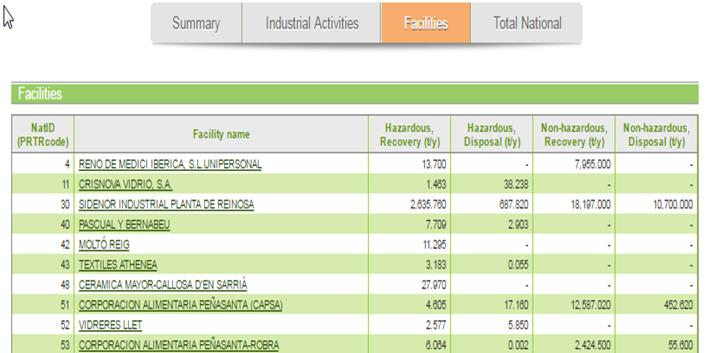 Summary Industrial Activities Facilities Total National
Facilities
NatID (PRTRcode) Facility name Hazardous, Recovery (t/y) Hazardous, Disposal (t/y) Non-hazardous, Recovery (t/y) Non-hazardous, Disposal (t/y)
4 RENO DE MEDICI IBERICA, S.L.UNIPERSONAL 13.700 - 7,955.000 -
11 CRISNOVA VIDRIO, S.A. 1.463 38.238 - -
30 SIDENOR INDUSTRIAL PLANTA DE REINOSA 2,635.760 687.820 18,197.000 10,700.000
40 PASCUAL Y BERNABEU 7.709 2.903 - -
42 MOLTÓ REIG 11.295 - - -
43 TEXTILES ATHENEA 3.183 0.055 - -
48 CERAMICA MAYOR-CALLOSA D'EN SARRIÀ 27.970 - - -
51 CORPORACION ALIMENTARIA PEÑASANTA (CAPSA) 4.605 17.160 12,587.020 452.620
52 VIDRERES LLET 2.577 5.850 - -
53 CORPORACION ALIMENTARIA PEÑASANTA-ROBRA 6.064 0.002 2,424.500 55.600